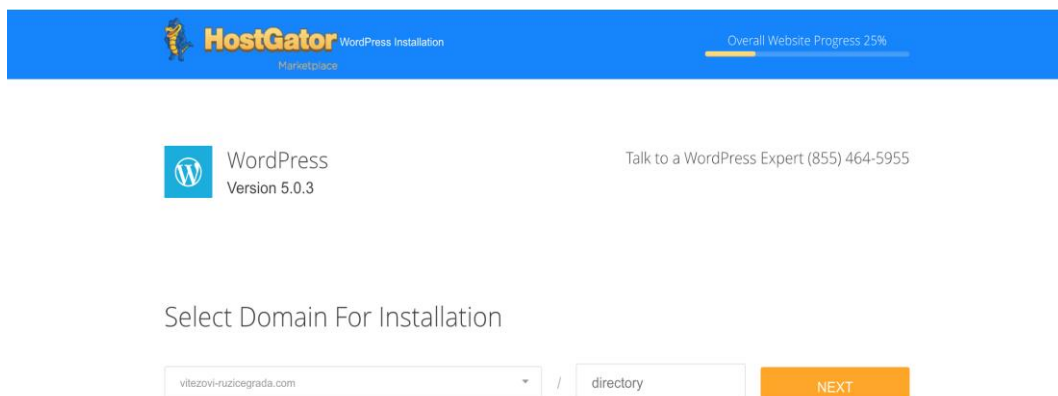 HostGator WordPress Installation
Marketplace
Overall Website Progress 25%
WordPress
Version 5.0.3
Talk to a WordPress Expert (855) 464-5955
Select Domain For Installation
vitezovi-ruzicegrada.com / directory NEXT